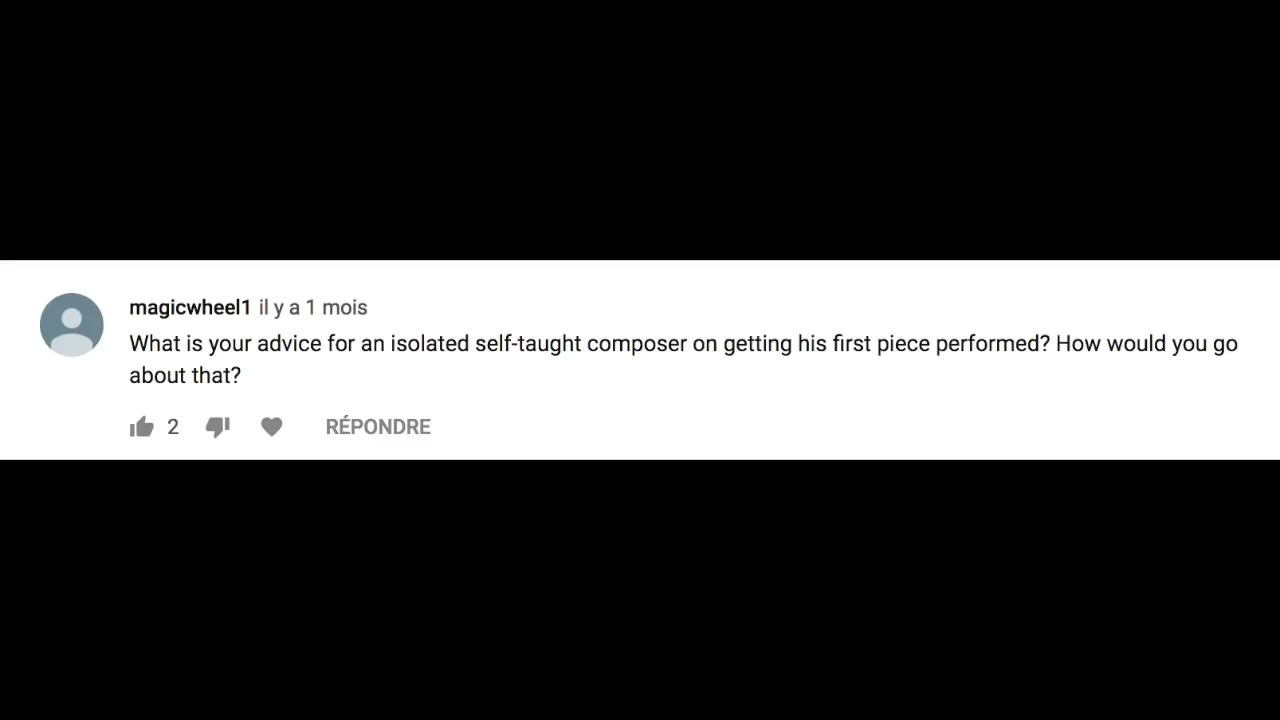 magicwheel1 il y a 1 mois
What is your advice for an isolated self-taught composer on getting his first piece performed? How would you go
about that?
2 RÉPONDRE